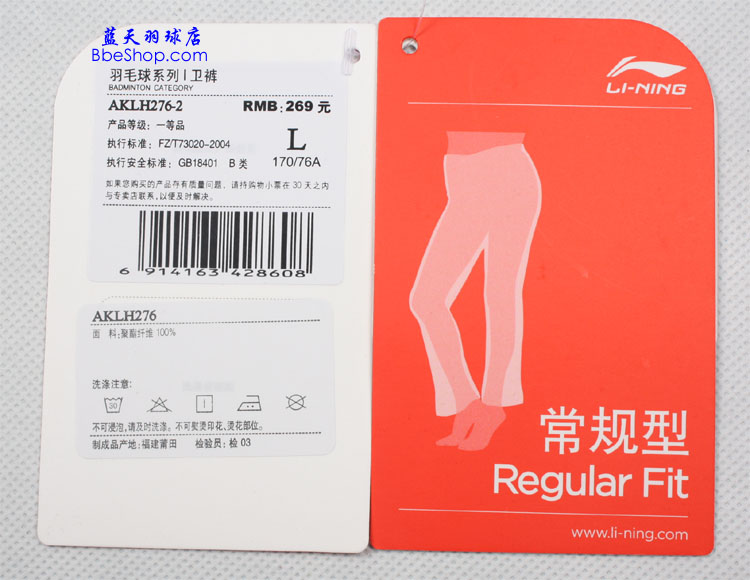 蓝天羽球店
BbeShop.com
羽毛球系列 | 卫裤
BADMINTON CATEGORY
AKLH276-2 RMB: 269 元
产品等级: 一等品
执行标准: FZ/T73020-2004
L
执行安全标准: GB18401 B 类
170/76A
如果您购买的产品存有质量问题, 请持购物小票在 30 天之内
与专卖店联系, 以便及时解决。
6 914163 428608
AKLH276
面 料:聚酯纤维 100%
洗涤注意:
30
不可浸泡,请及时洗涤。不可熨烫印花,烫花部位。
制成品产地: 福建莆田 检验员: 检 03
LI-NING
常规型
Regular Fit
www.li-ning.com